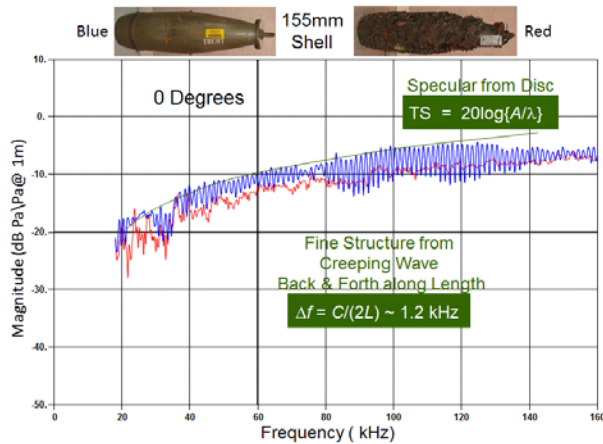 Blue
155mm
Shell
Red
0 Degrees
Specular from Disc
TS = 20log{A/λ}
Fine Structure from
Creeping Wave
Back & Forth along Length
Δf = C/(2L) ~ 1.2 kHz
Magnitude (dB Pa\Pa@ 1m)
10.
0.
-10.
-20.
-30.
-40.
-50.
0 20 40 60 80 100 120 140 160
Frequency ( kHz)